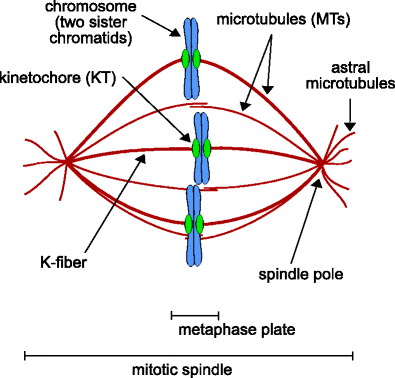 chromosome
(two sister
chromatids)
microtubules (MTs)
kinetochore (KT)
astral
microtubules
K-fiber
spindle pole
metaphase plate
mitotic spindle